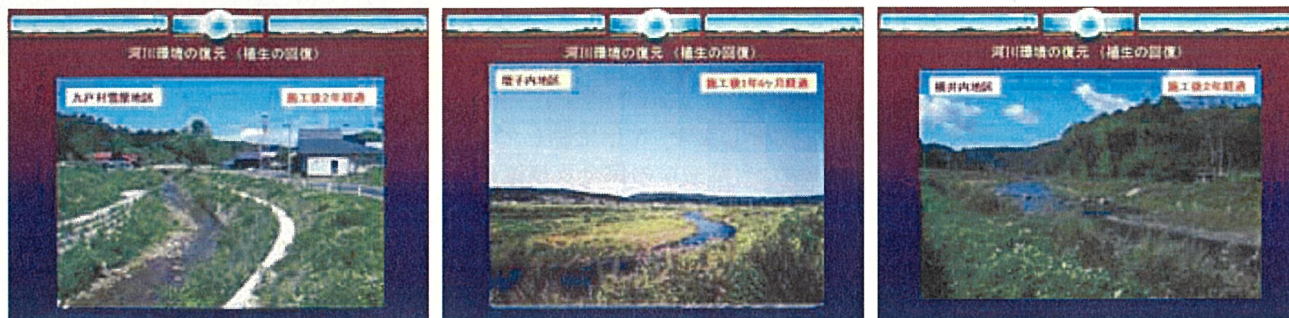 河川環境の復元（植生の回復）
九戸村雪屋地区
施工後2年経過
河川環境の復元（植生の回復）
増子内地区
施工後1年6ヶ月経過
河川環境の復元（植生の回復）
横井内地区
施工後2年経過